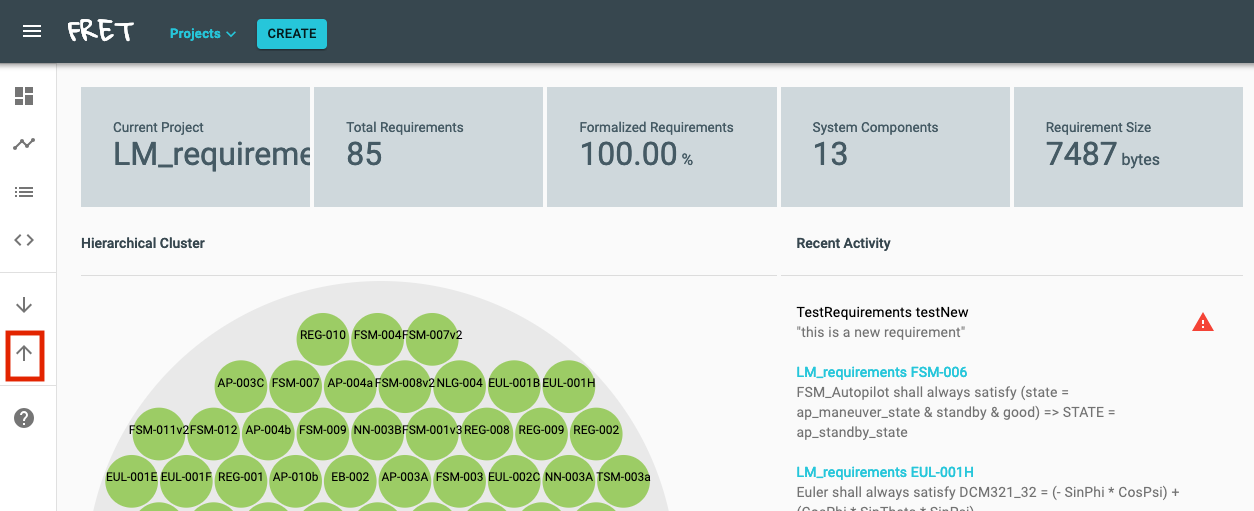 FRET
Projects
CREATE
Current Project
LM_requireme
Total Requirements
85
Formalized Requirements
100.00 %
System Components
13
Requirement Size
7487 bytes
Hierarchical Cluster
REG-010 FSM-004 FSM-007v2
AP-003C FSM-007 AP-004a FSM-008v2 NLG-004 EUL-001B EUL-001H
FSM-011v2 FSM-012 AP-004b FSM-009 NN-003B FSM-001v3 REG-008 REG-009 REG-002
EUL-001E EUL-001F REG-001 AP-010b EB-002 AP-003A FSM-003 EUL-002C NN-003A TSM-003a
Recent Activity
TestRequirements testNew
"this is a new requirement"
LM_requirements FSM-006
FSM_Autopilot shall always satisfy (state =
ap_maneuver_state & standby & good) => STATE =
ap_standby_state
LM_requirements EUL-001H
Euler shall always satisfy DCM321_32 = (- SinPhi * CosPsi) +
(CosPhi * SinTheta * SinPsi)